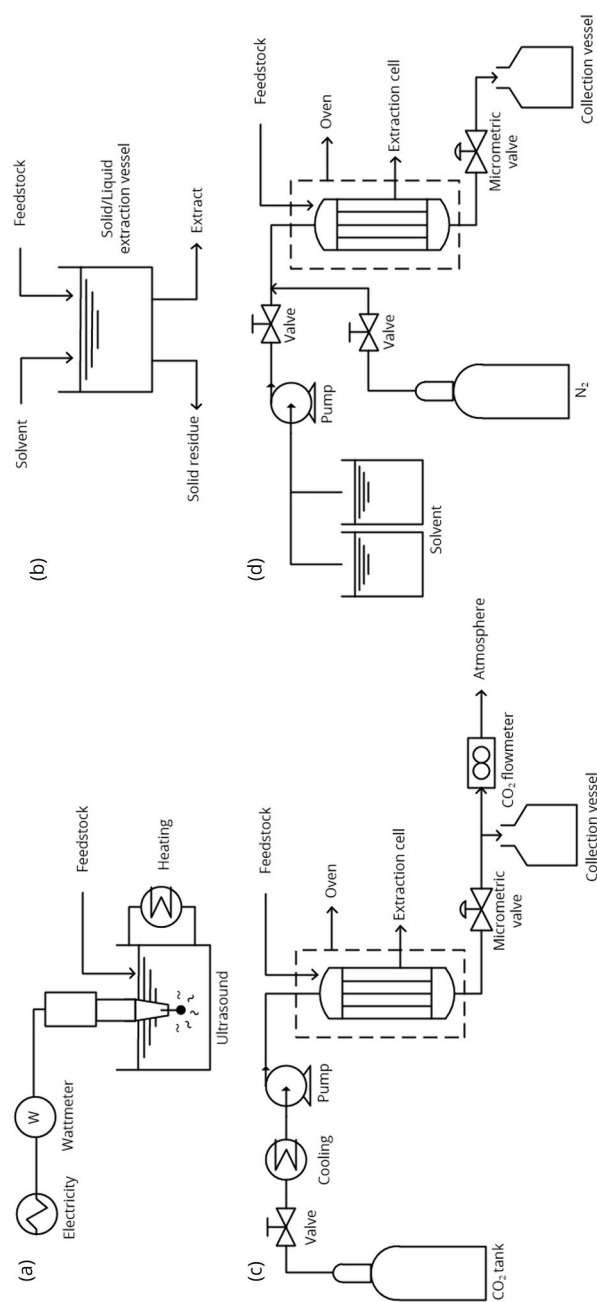 (a)
Electricity
W
Wattmeter
Feedstock
Heating
Ultrasound
(b)
Solvent
Feedstock
Solid/Liquid
extraction vessel
Solid residue
Extract
(c)
CO₂ tank
Valve
Cooling
Pump
Feedstock
Oven
Extraction cell
Micrometric
valve
CO₂ flowmeter
Atmosphere
Collection vessel
(d)
Solvent
Pump
Valve
Valve
N₂
Feedstock
Oven
Extraction cell
Micrometric
valve
Collection vessel